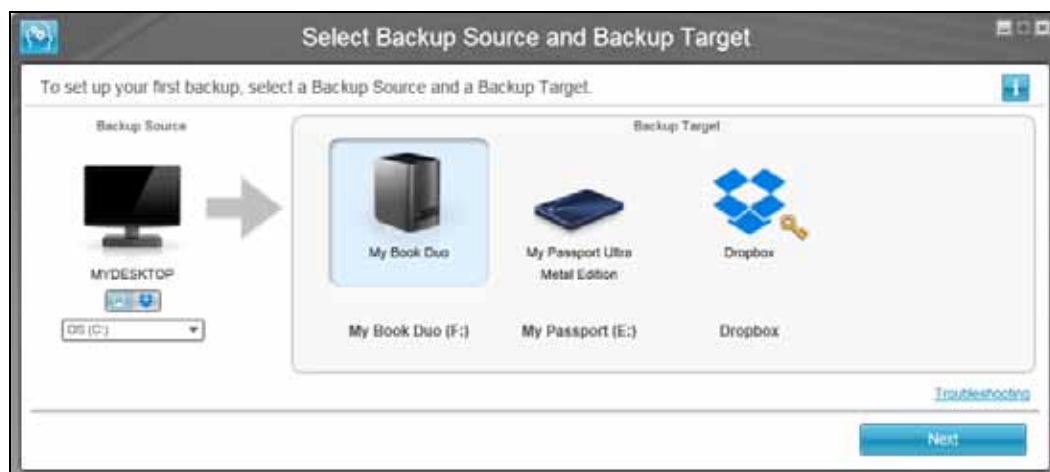 Select Backup Source and Backup Target
To set up your first backup, select a Backup Source and a Backup Target.
Backup Source
Backup Target
MYDESKTOP
OS (C:)
My Book Duo
My Passport Ultra
Metal Edition
Dropbox
My Book Duo (F:)
My Passport (E:)
Dropbox
Troubleshooting
Next